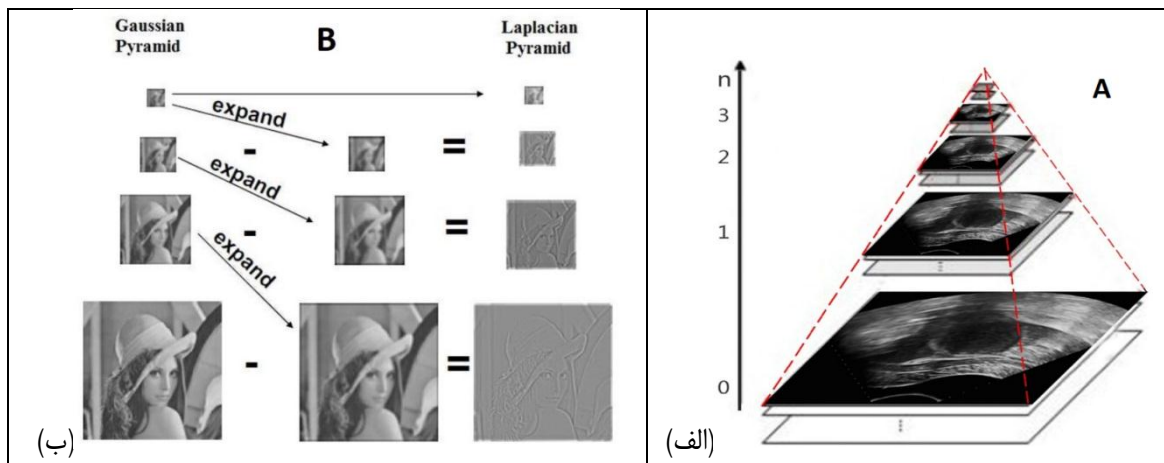 Gaussian
Pyramid
B
Laplacian
Pyramid
expand
- =
expand
- =
expand
- =
(ب)
A
n
3
2
1
0
(الف)